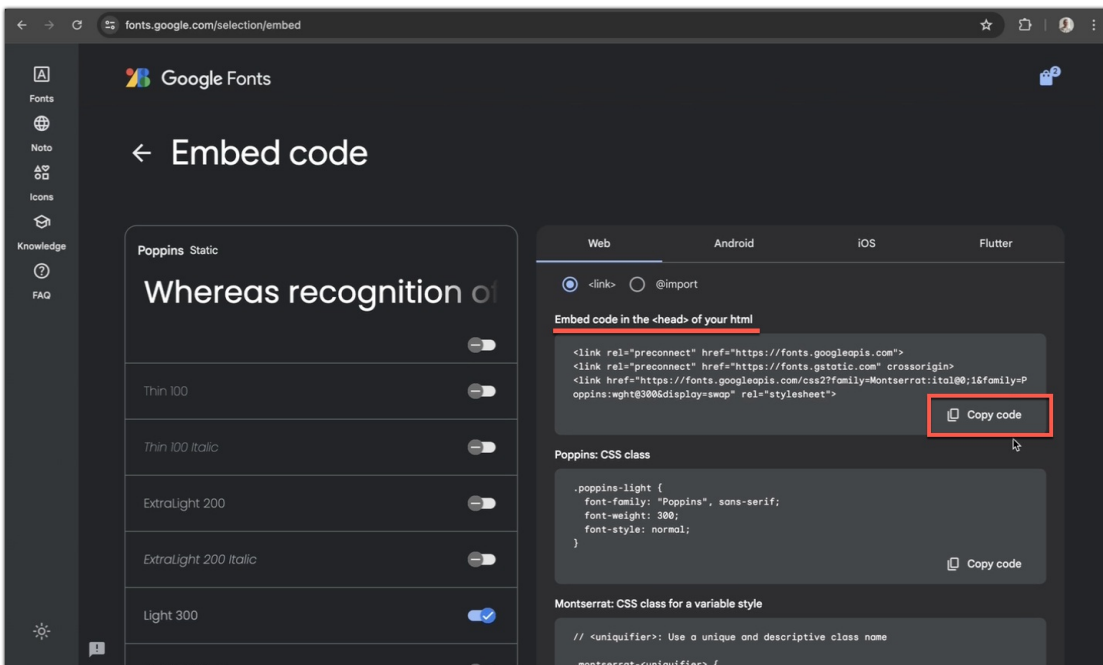 fonts.google.com/selection/embed
Fonts
Noto
Icons
Knowledge
FAQ
Google Fonts
2
Embed code
Poppins Static
Whereas recognition of
Thin 100
Thin 100 Italic
ExtraLight 200
ExtraLight 200 Italic
Light 300
Web Android iOS Flutter
<link> @import
Embed code in the <head> of your html
<link rel="preconnect" href="https://fonts.googleapis.com">
<link rel="preconnect" href="https://fonts.gstatic.com" crossorigin>
<link href="https://fonts.googleapis.com/css2?family=Montserrat:ital@0;1&family=P
oppins:wght@300&display=swap" rel="stylesheet">
Copy code
Poppins: CSS class
.poppins-light {
font-family: "Poppins", sans-serif;
font-weight: 300;
font-style: normal;
}
Copy code
Montserrat: CSS class for a variable style
// <uniquifier>: Use a unique and descriptive class name
.montserrat-<uniquifier> {